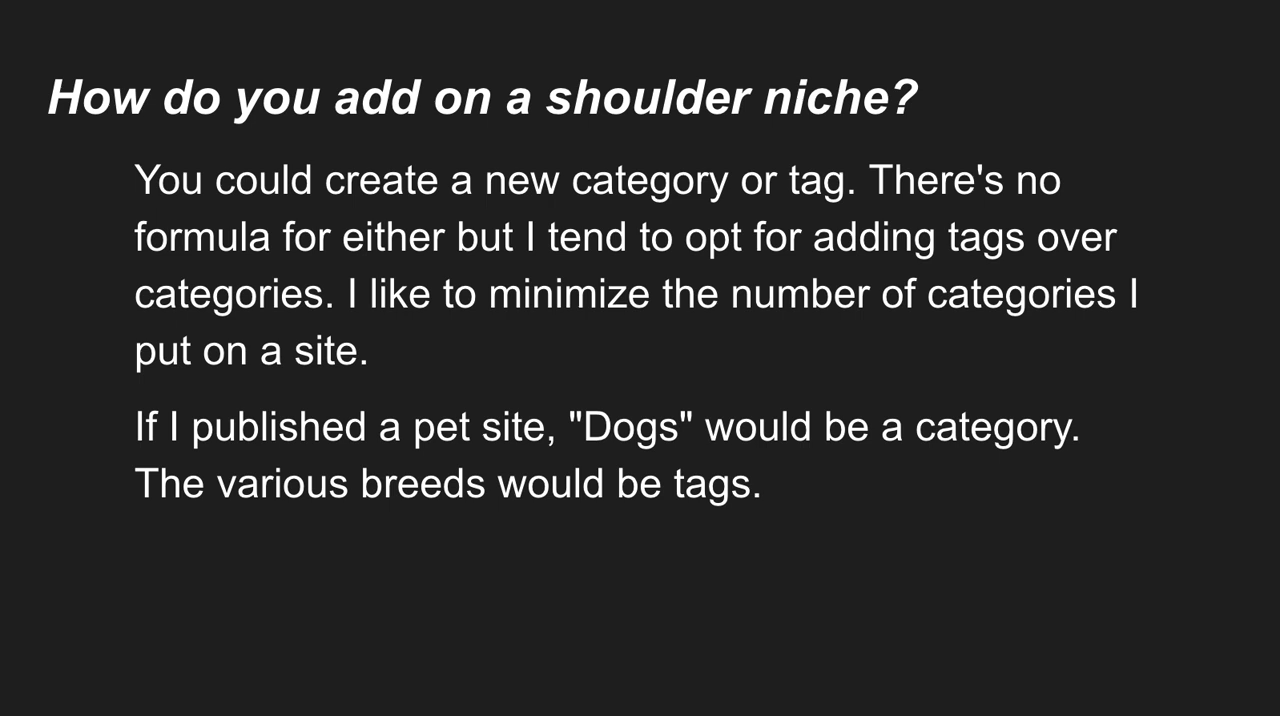 How do you add on a shoulder niche?
You could create a new category or tag. There's no
formula for either but I tend to opt for adding tags over
categories. I like to minimize the number of categories I
put on a site.
If I published a pet site, "Dogs" would be a category.
The various breeds would be tags.